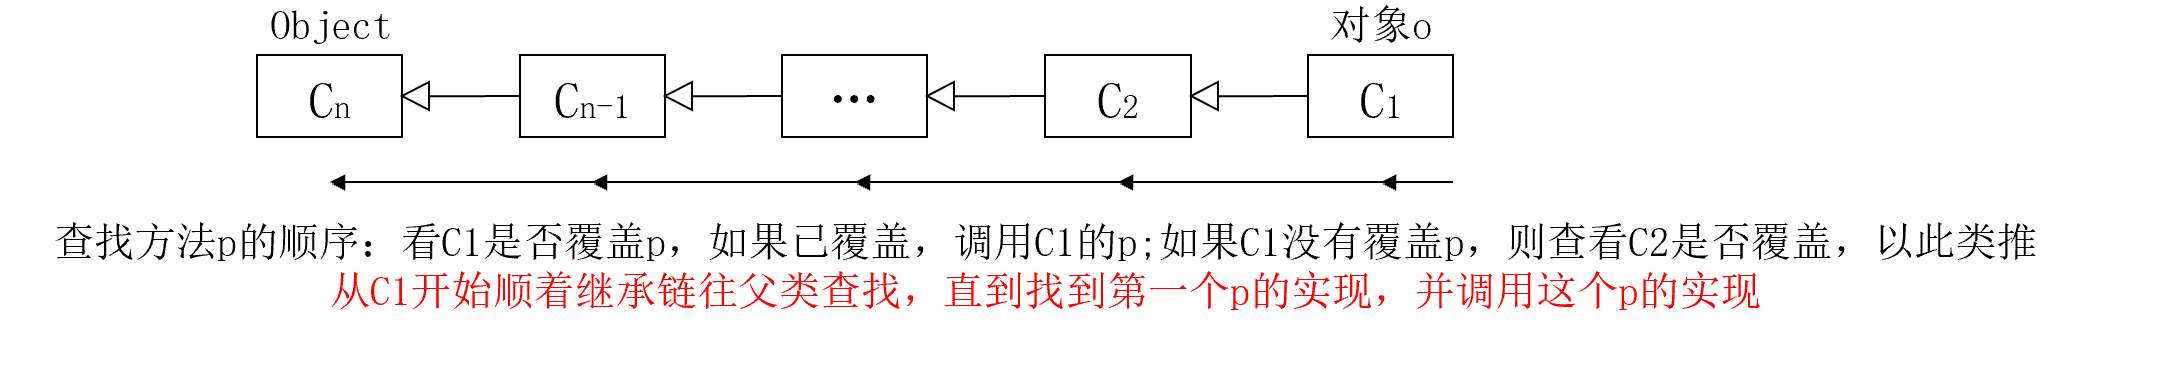 Object 对象o
Cn Cn-1 ... C2 C1
查找方法p的顺序：看C1是否覆盖p，如果已覆盖，调用C1的p;如果C1没有覆盖p，则查看C2是否覆盖，以此类推
从C1开始顺着继承链往父类查找，直到找到第一个p的实现，并调用这个p的实现